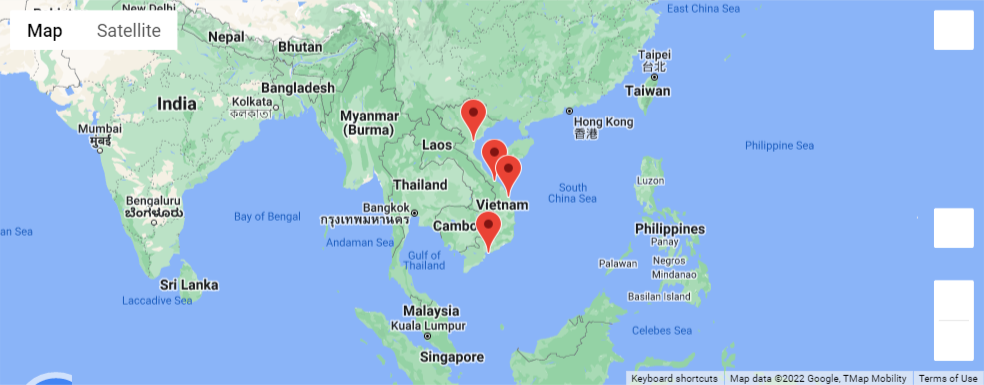 New Delhi
East China Sea
Map
Satellite
Nepal
Bhutan
Taipei
台北
Taiwan
Bangladesh
India
Kolkata
কলকাতা
Myanmar
(Burma)
Hong Kong
香港
Mumbai
मुंबई
Laos
Philippine Sea
Thailand
Luzon
South
China Sea
Bengaluru
ಬೆಂಗಳೂರು
Vietnam
Bangkok
กรุงเทพมหานคร
Bay of Bengal
Cambo
Philippines
an Sea
Andaman Sea
Panay
Gulf of
Thailand
Palawan
Negros
Mindanao
Sri Lanka
Laccadive Sea
Basilan Island
Malaysia
Kuala Lumpur
Celebes Sea
Singapore
Keyboard shortcuts
Map data ©2022 Google, TMap Mobility
Terms of Use